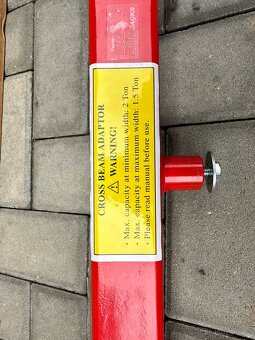 CROSS BEAM ADAPTOR
⚠ WARNING!
• Max. capacity at minimum width: 2 Ton
• Max. capacity at maximum width: 1.5 Ton
• Please read manual before use.
JACKS